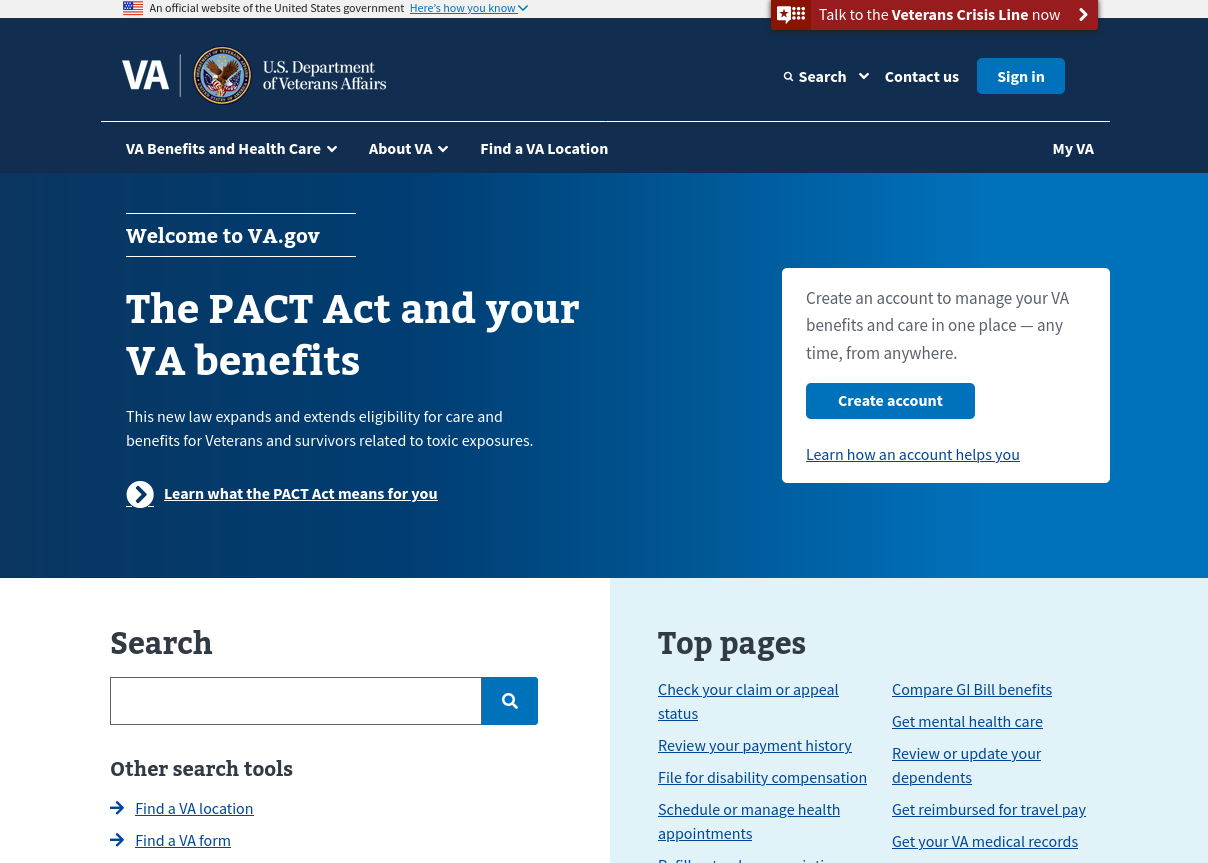 An official website of the United States government Here's how you know
Talk to the Veterans Crisis Line now
VA
U.S. Department
of Veterans Affairs
Search
Contact us
Sign in
VA Benefits and Health Care
About VA
Find a VA Location
My VA
Welcome to VA.gov
The PACT Act and your
VA benefits
This new law expands and extends eligibility for care and
benefits for Veterans and survivors related to toxic exposures.
Learn what the PACT Act means for you
Create an account to manage your VA
benefits and care in one place — any
time, from anywhere.
Create account
Learn how an account helps you
Search
Other search tools
Find a VA location
Find a VA form
Top pages
Check your claim or appeal
status
Review your payment history
File for disability compensation
Schedule or manage health
appointments
Compare GI Bill benefits
Get mental health care
Review or update your
dependents
Get reimbursed for travel pay
Get your VA medical records